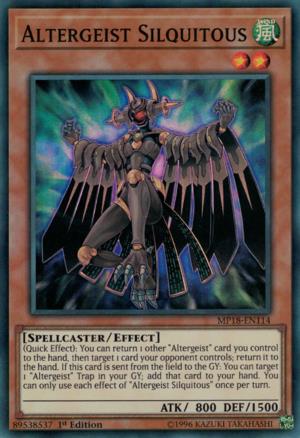 ALTERGEIST SILQUITOUS
風
MP18-EN114
[SPELLCASTER/EFFECT]
(Quick Effect): You can return 1 other "Altergeist" card you control
to the hand, then target 1 card your opponent controls; return it to
the hand. If this card is sent from the field to the GY: You can target
1 "Altergeist" Trap in your GY; add that card to your hand. You
can only use each effect of "Altergeist Silquitous" once per turn.
ATK/ 800 DEF/1500
89538537 1st Edition ©1996 KAZUKI TAKAHASHI